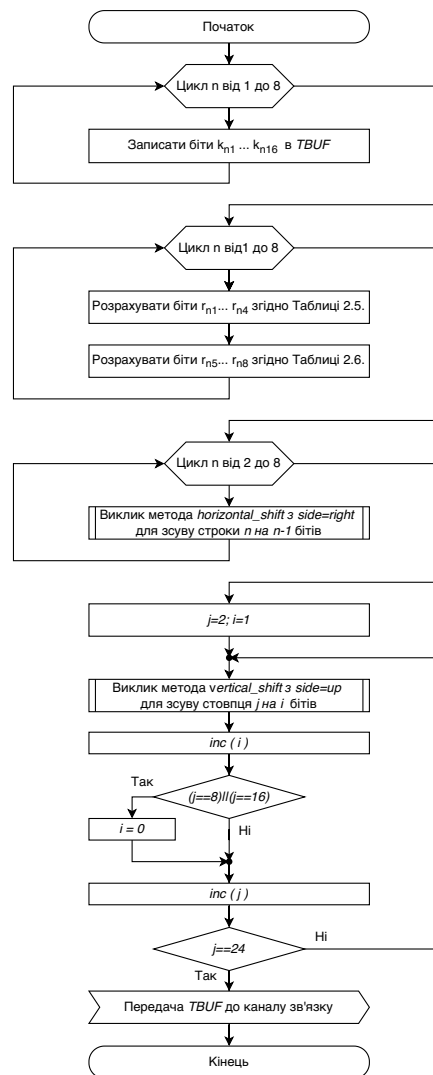 Початок
Цикл n від 1 до 8
Записати біти kn1 ... kn16 в TBUF
Цикл n від1 до 8
Розрахувати біти rn1... rn4 згідно Таблиці 2.5.
Розрахувати біти rn5... rn8 згідно Таблиці 2.6.
Цикл n від 2 до 8
Виклик метода horizontal_shift з side=right
для зсуву строки n на n-1 бітів
j=2; i=1
Виклик метода vertical_shift з side=up
для зсуву стовпця j на i бітів
inc ( i )
Так
(j==8)||(j==16)
i = 0
Ні
inc ( j )
j==24
Ні
Так
Передача TBUF до каналу зв'язку
Кінець